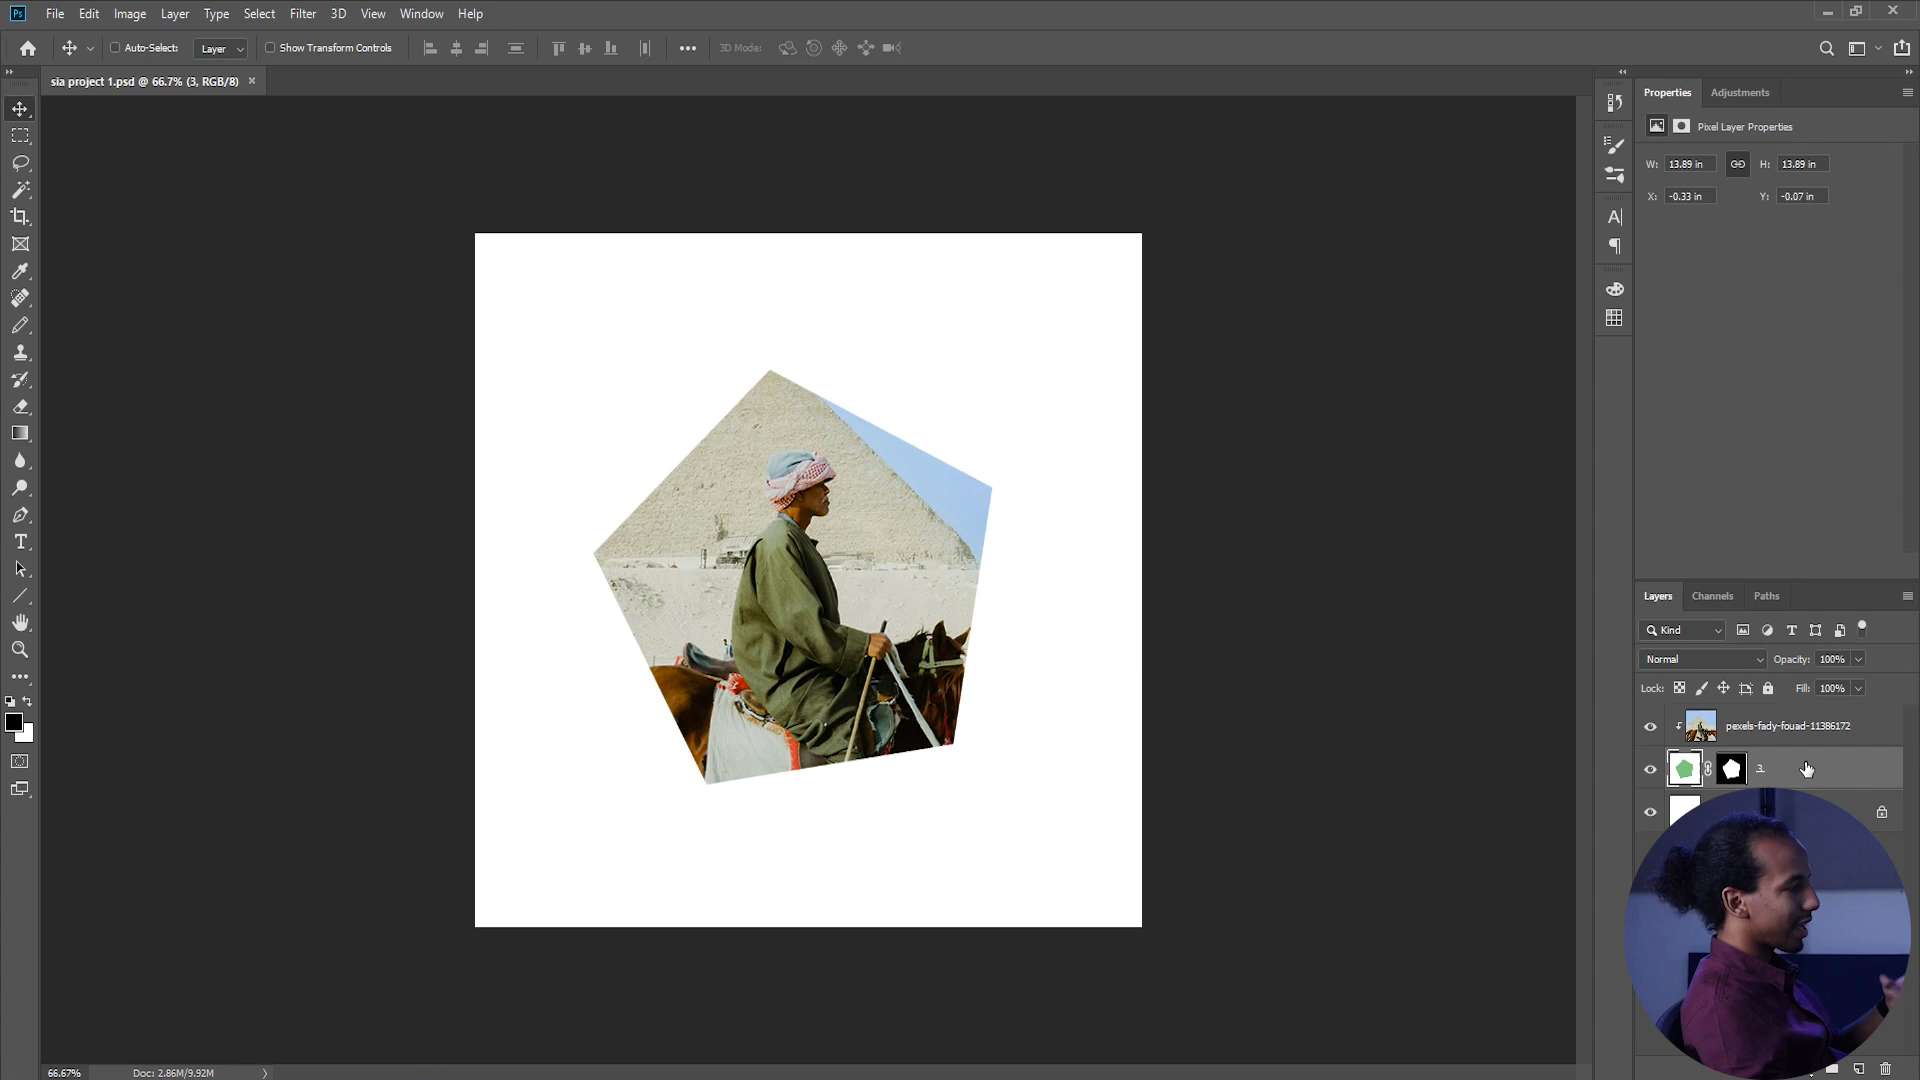 Ps File Edit Image Layer Type Select Filter 3D View Window Help
Auto-Select: Layer Show Transform Controls 3D Mode:
sia project 1.psd @ 66.7% (3, RGB/8)
Properties Adjustments
Pixel Layer Properties
W: 13.89 in H: 13.89 in
X: -0.33 in Y: -0.07 in
Layers Channels Paths
Kind
Normal Opacity: 100%
Lock: Fill: 100%
pexels-fady-fouad-11386172
3
66.67% Doc: 2.86M/9.92M